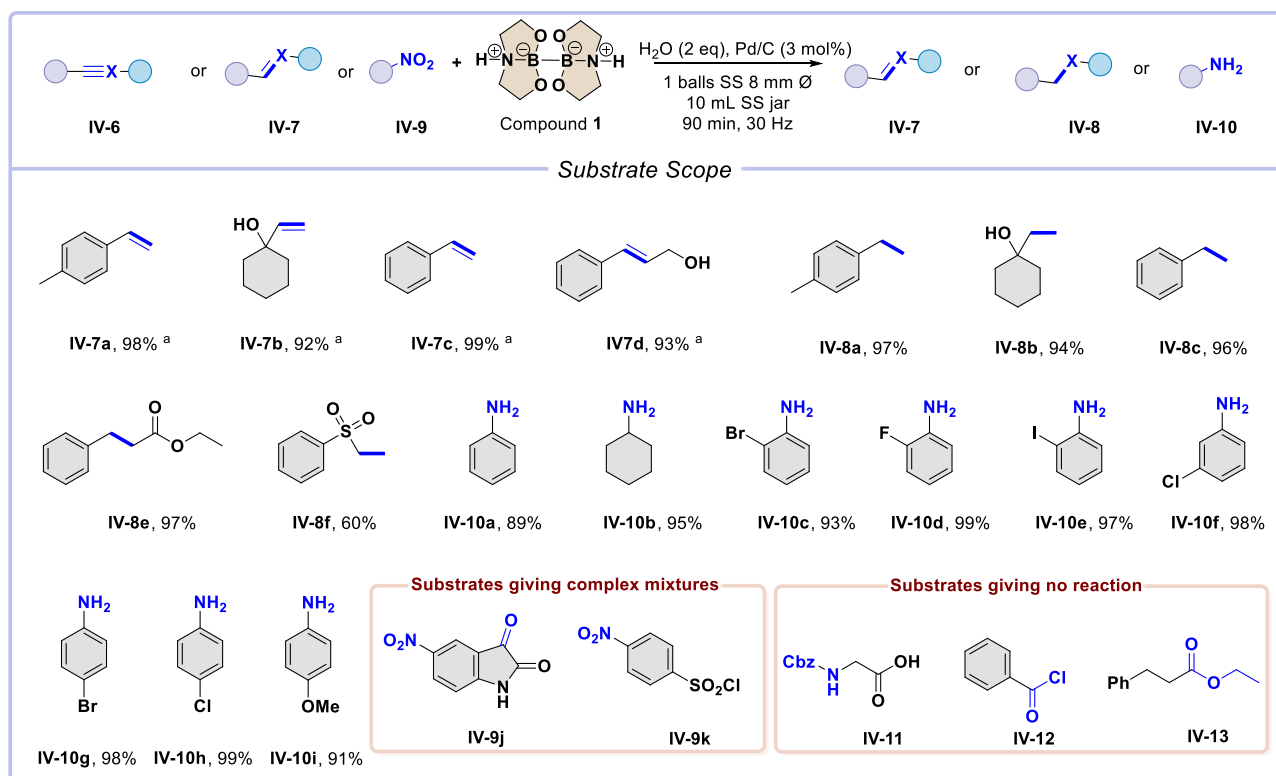 X or X or NO₂ + H–N⊕–B⊖–B⊖–N⊕–H O O O O H₂O (2 eq), Pd/C (3 mol%) X or X or NH₂
1 balls SS 8 mm Ø
10 mL SS jar
90 min, 30 Hz
IV-6 IV-7 IV-9 Compound 1 IV-7 IV-8 IV-10
Substrate Scope
HO OH HO
IV-7a, 98% ᵃ IV-7b, 92% ᵃ IV-7c, 99% ᵃ IV7d, 93% ᵃ IV-8a, 97% IV-8b, 94% IV-8c, 96%
O O O O S NH₂ NH₂ Br NH₂ F NH₂ I NH₂ NH₂ Cl
IV-8e, 97% IV-8f, 60% IV-10a, 89% IV-10b, 95% IV-10c, 93% IV-10d, 99% IV-10e, 97% IV-10f, 98%
Substrates giving complex mixtures
Substrates giving no reaction
NH₂ Br NH₂ Cl NH₂ OMe
O₂N O O N H O₂N SO₂Cl
Cbz N H OH O Cl O Ph O O
IV-10g, 98% IV-10h, 99% IV-10i, 91%
IV-9j IV-9k IV-11 IV-12 IV-13